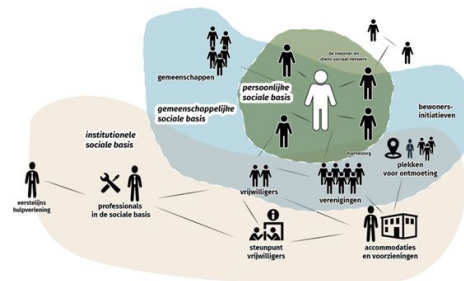 de inwoner en
diens sociaal netwerk
gemeenschappen
persoonlijke
sociale basis
gemeenschappelijke
sociale basis
bewoners-
initiatieven
institutionele
sociale basis
mantelzorg
plekken
voor ontmoeting
vrijwilligers
verenigingen
eerstelijns
hulpverlening
professionals
in de sociale basis
steunpunt
vrijwilligers
accommodaties
en voorzieningen